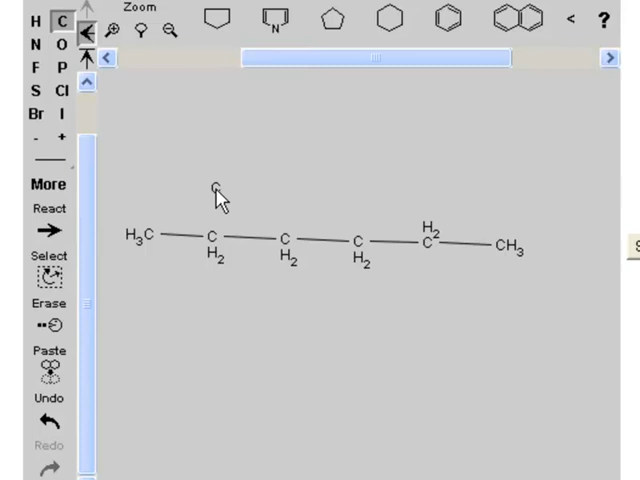 Zoom
< ?
H C
N O
F P
S Cl
Br I
- +
More
React
Select
Erase
Paste
Undo
Redo
N
C
H3C C H2 C H2 C H2 H2 C CH3